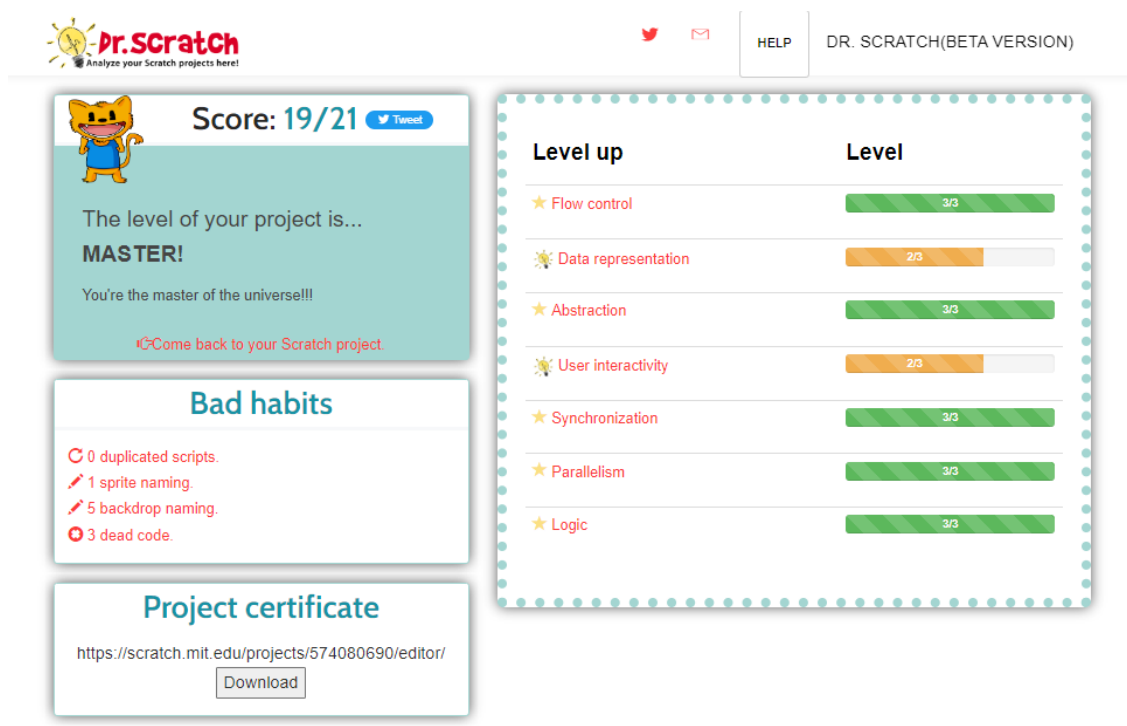 Dr.Scratch
Analyze your Scratch projects here!
HELP
DR. SCRATCH(BETA VERSION)
Score: 19/21 Tweet
The level of your project is...
MASTER!
You're the master of the universe!!!
Come back to your Scratch project.
Bad habits
0 duplicated scripts.
1 sprite naming.
5 backdrop naming.
3 dead code.
Project certificate
https://scratch.mit.edu/projects/574080690/editor/
Download
Level up Level
Flow control 3/3
Data representation 2/3
Abstraction 3/3
User interactivity 2/3
Synchronization 3/3
Parallelism 3/3
Logic 3/3